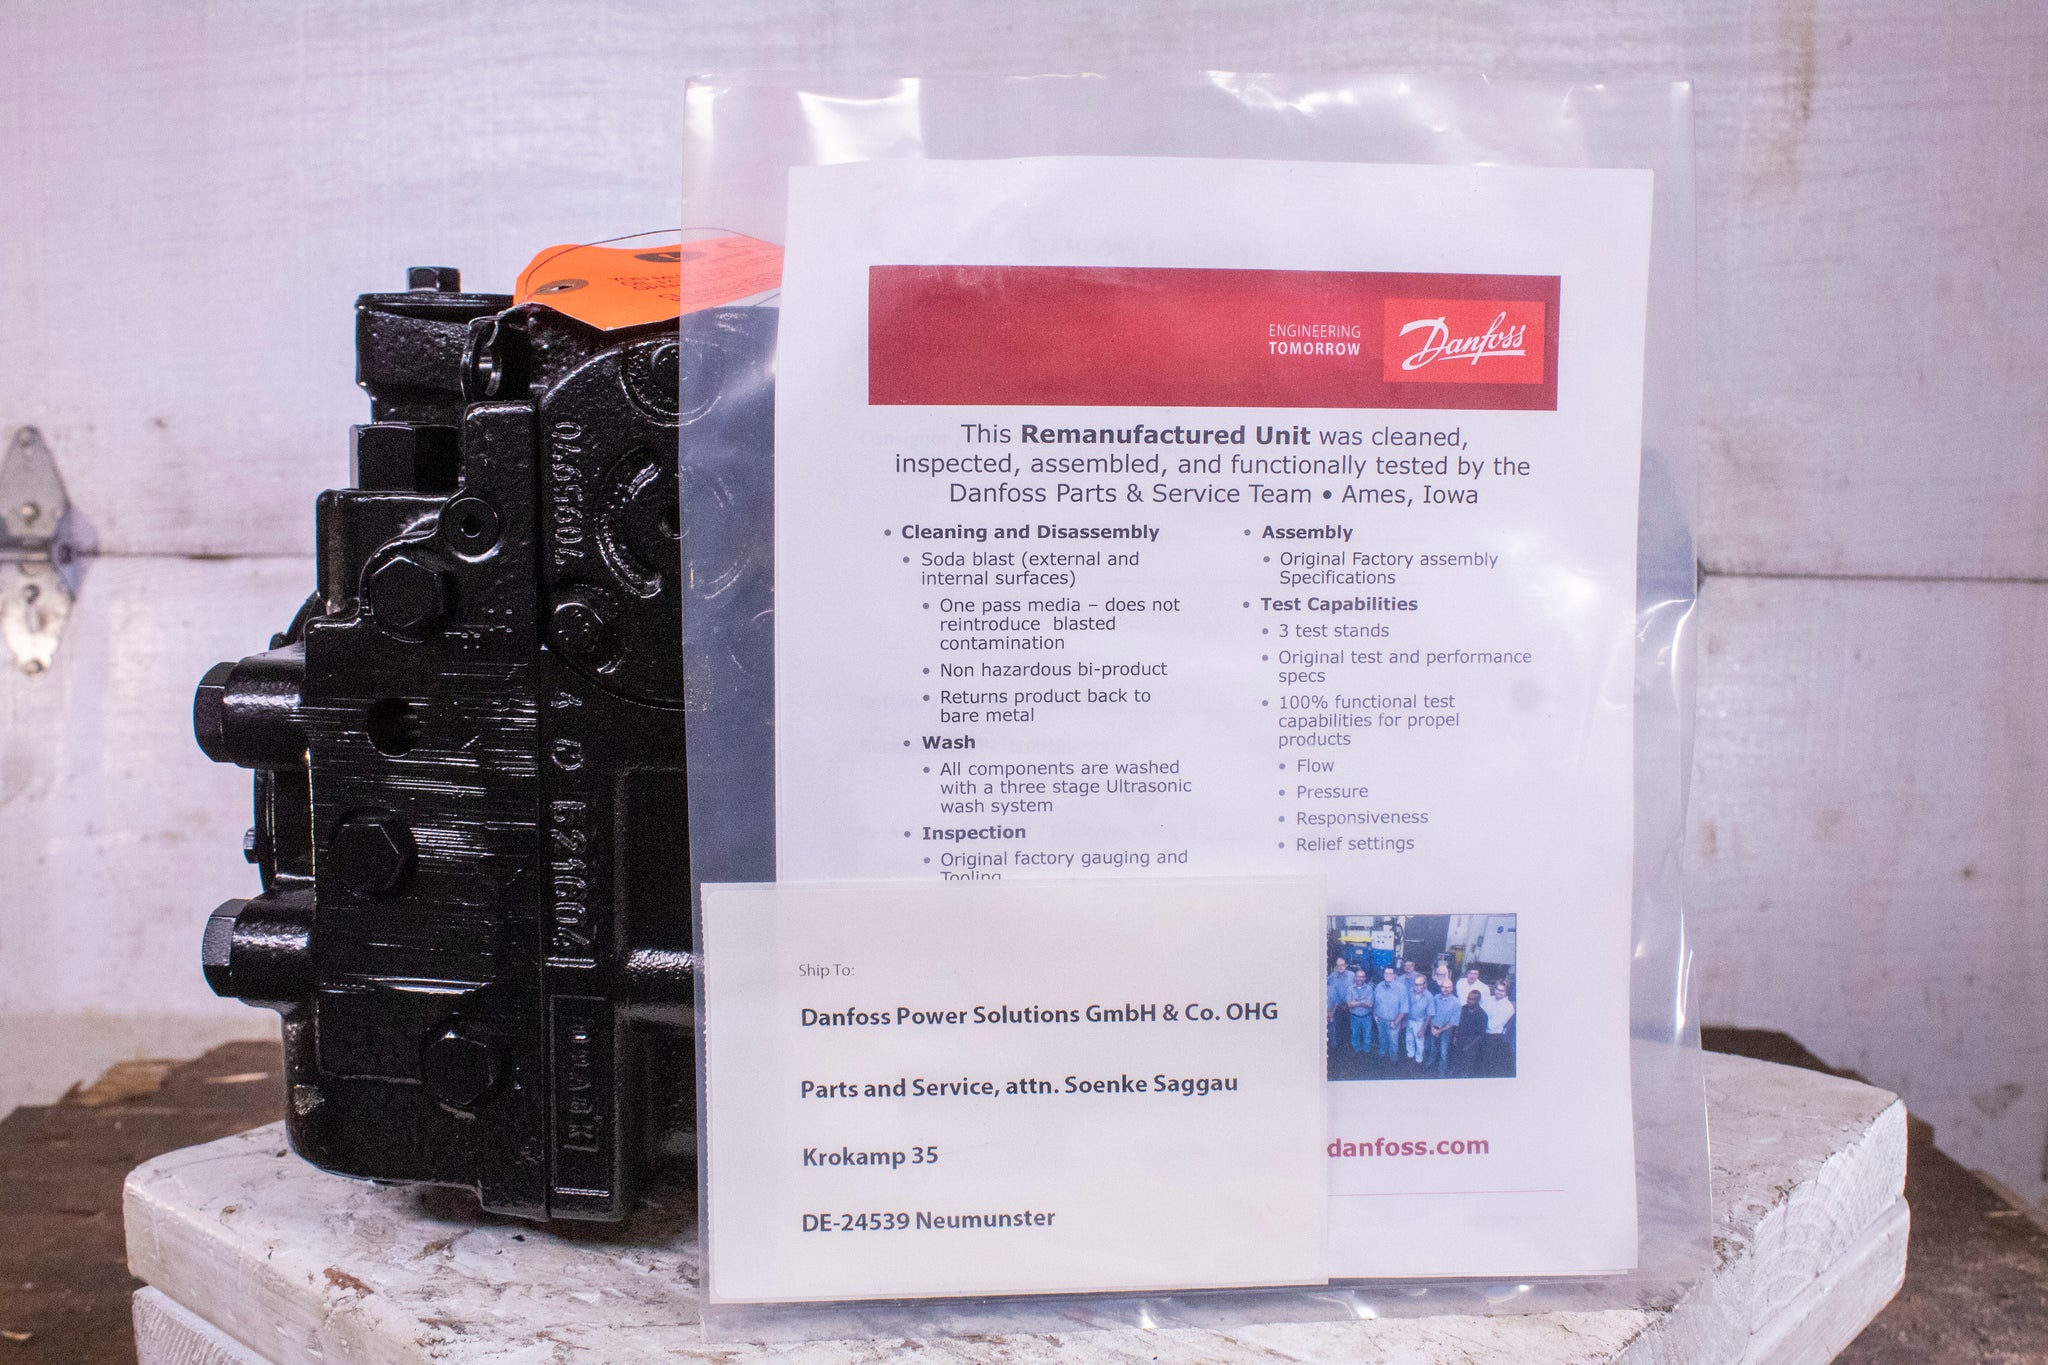 ENGINEERING
TOMORROW
Danfoss
This Remanufactured Unit was cleaned,
inspected, assembled, and functionally tested by the
Danfoss Parts & Service Team • Ames, Iowa
• Cleaning and Disassembly
• Soda blast (external and
internal surfaces)
• One pass media – does not
reintroduce blasted
contamination
• Non hazardous bi-product
• Returns product back to
bare metal
• Wash
• All components are washed
with a three stage Ultrasonic
wash system
• Inspection
• Original factory gauging and
Tooling
• Assembly
• Original Factory assembly
Specifications
• Test Capabilities
• 3 test stands
• Original test and performance
specs
• 100% functional test
capabilities for propel
products
• Flow
• Pressure
• Responsiveness
• Relief settings
danfoss.com
Ship To:
Danfoss Power Solutions GmbH & Co. OHG
Parts and Service, attn. Soenke Saggau
Krokamp 35
DE-24539 Neumunster